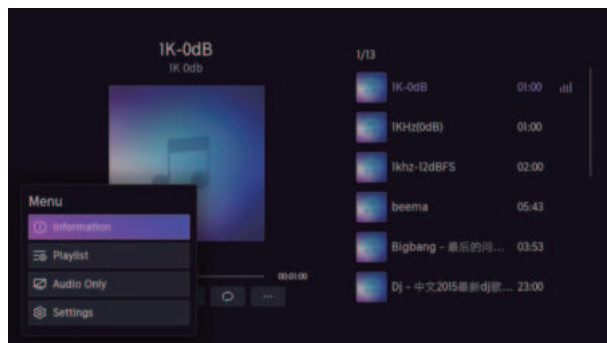 1K-0dB
1K 0db
Menu
Information
Playlist
Audio Only
Settings
00:01:00
1/13
1K-0dB 01:00
1KHz(0dB) 01:00
1khz-12dBFS 02:00
beema 05:43
Bigbang - 最后的问... 03:53
Dj - 中文2015最新dj歌... 23:00